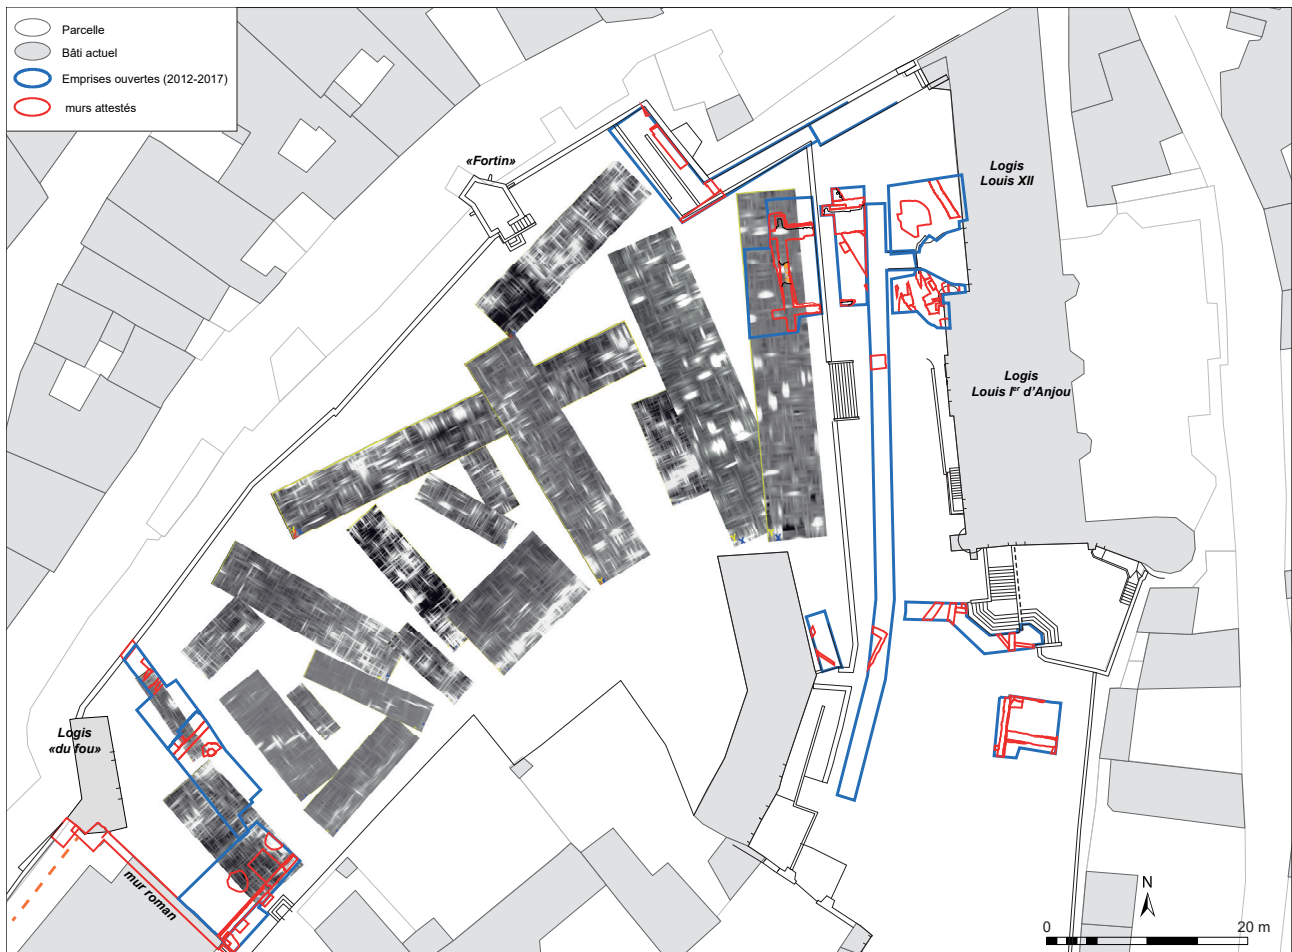 Parcelle
Bâti actuel
Emprises ouvertes (2012-2017)
murs attestés
«Fortin»
Logis
Louis XII
Logis
Louis Iᵉʳ d'Anjou
Logis
«du fou»
mur roman
N
0 20 m